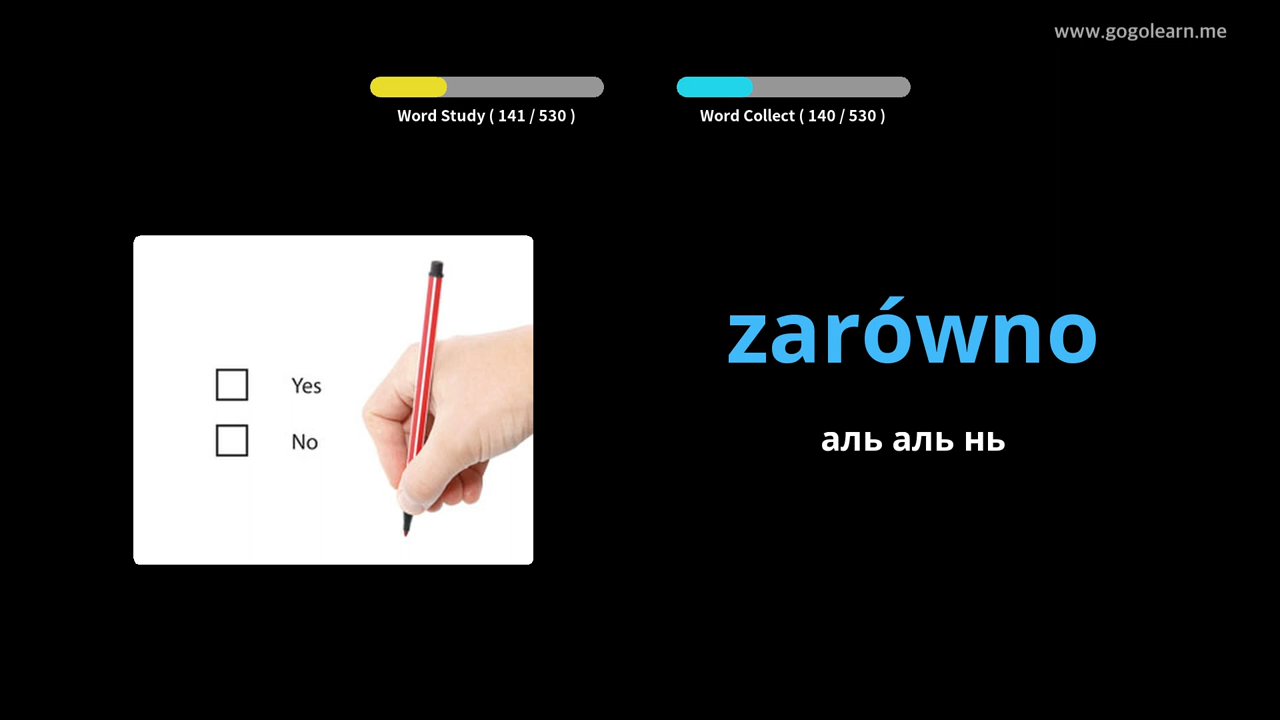 www.gogolearn.me
Word Study ( 141 / 530 )
Word Collect ( 140 / 530 )
Yes
No
zarówno
аль аль нь